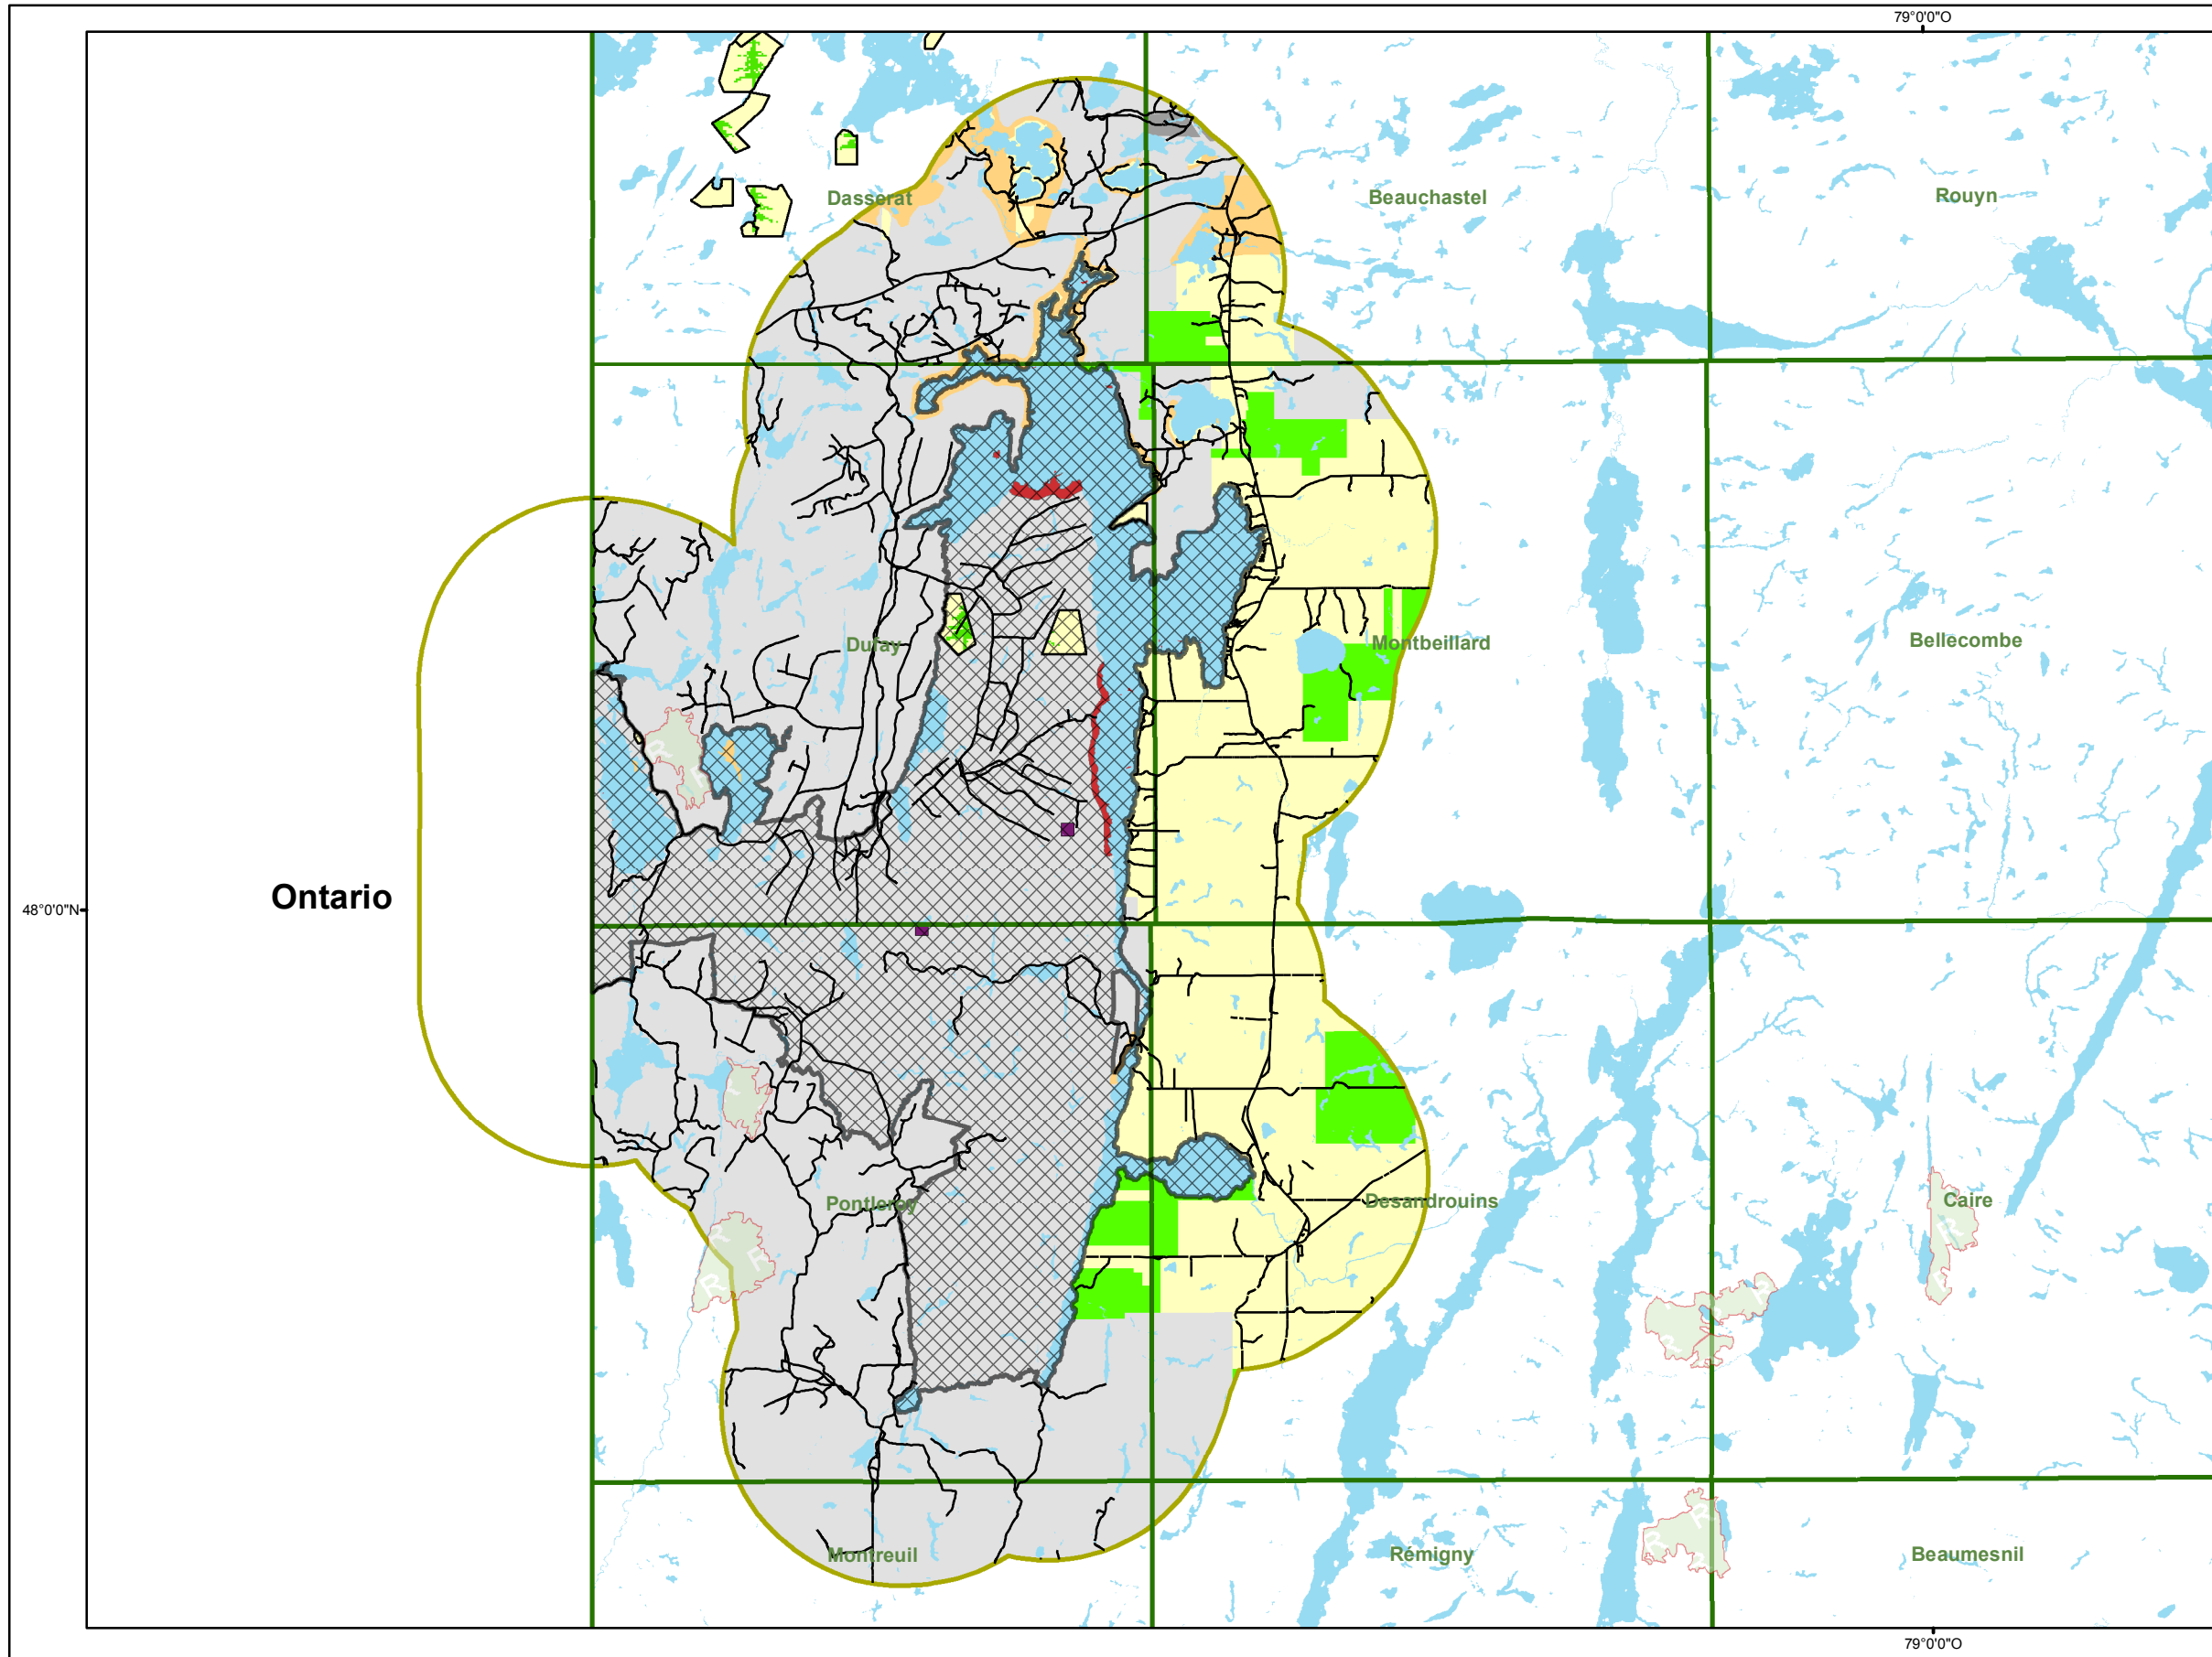 79°0'0"O
Dasserat
Beauchastel
Rouyn
Dufay
Montbeillard
Bellecombe
R
F
Ontario
48°0'0"N
Pontleroy
Desandrouins
Caire
R
R
F
R
R
F
R
R
Montreuil
Rémigny
R
R
R
Beaumesnil
79°0'0"O